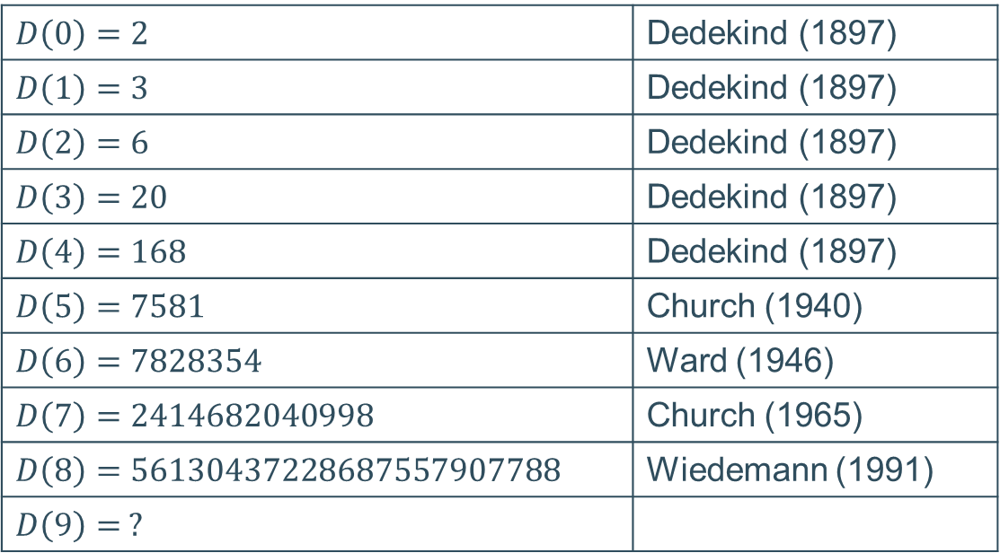 D(0) = 2 Dedekind (1897)
D(1) = 3 Dedekind (1897)
D(2) = 6 Dedekind (1897)
D(3) = 20 Dedekind (1897)
D(4) = 168 Dedekind (1897)
D(5) = 7581 Church (1940)
D(6) = 7828354 Ward (1946)
D(7) = 2414682040998 Church (1965)
D(8) = 56130437228687557907788 Wiedemann (1991)
D(9) = ?